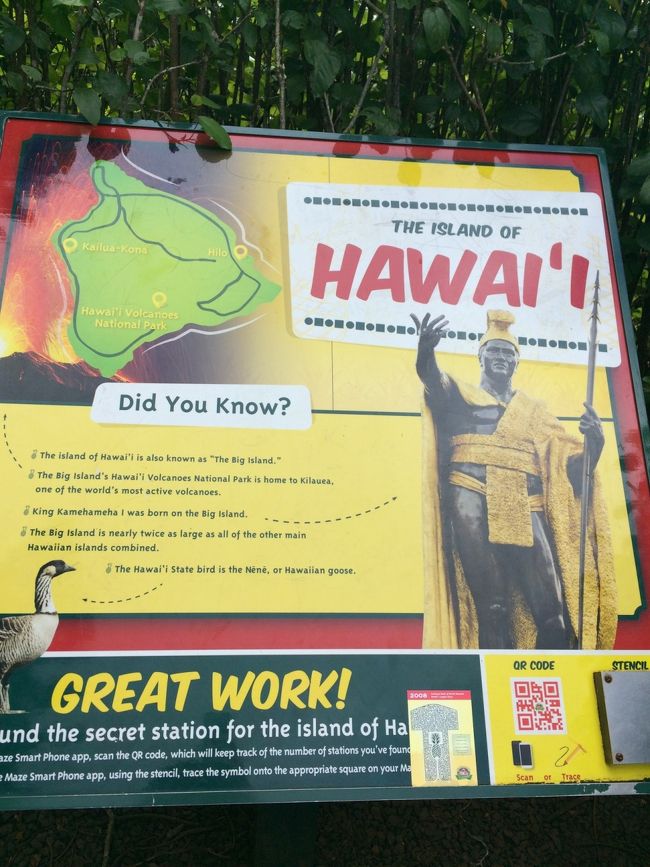 THE ISLAND OF
HAWAI'I
Kailua-Kona
Hilo
Hawai'i Volcanoes
National Park
Did You Know?
The island of Hawai'i is also known as "The Big Island."
The Big Island's Hawai'i Volcanoes National Park is home to Kilauea,
one of the world's most active volcanoes.
King Kamehameha I was born on the Big Island.
The Big Island is nearly twice as large as all of the other main
Hawaiian islands combined.
The Hawai'i State bird is the Nēnē, or Hawaiian goose.
GREAT WORK!
und the secret station for the island of Ha
aze Smart Phone app, scan the QR code, which will keep track of the number of stations you've found
e Maze Smart Phone app, using the stencil, trace the symbol onto the appropriate square on your Ma
2008
QR CODE
STENCIL
Scan or Trace